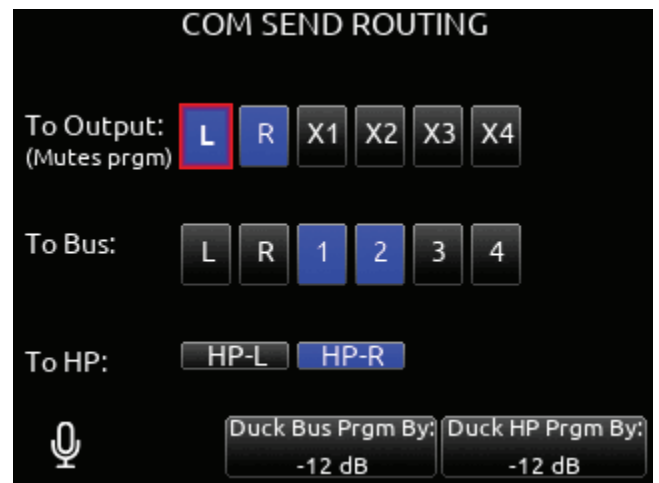 COM SEND ROUTING
To Output: L R X1 X2 X3 X4
(Mutes prgm)
To Bus: L R 1 2 3 4
To HP: HP-L HP-R
Duck Bus Prgm By: Duck HP Prgm By:
-12 dB -12 dB